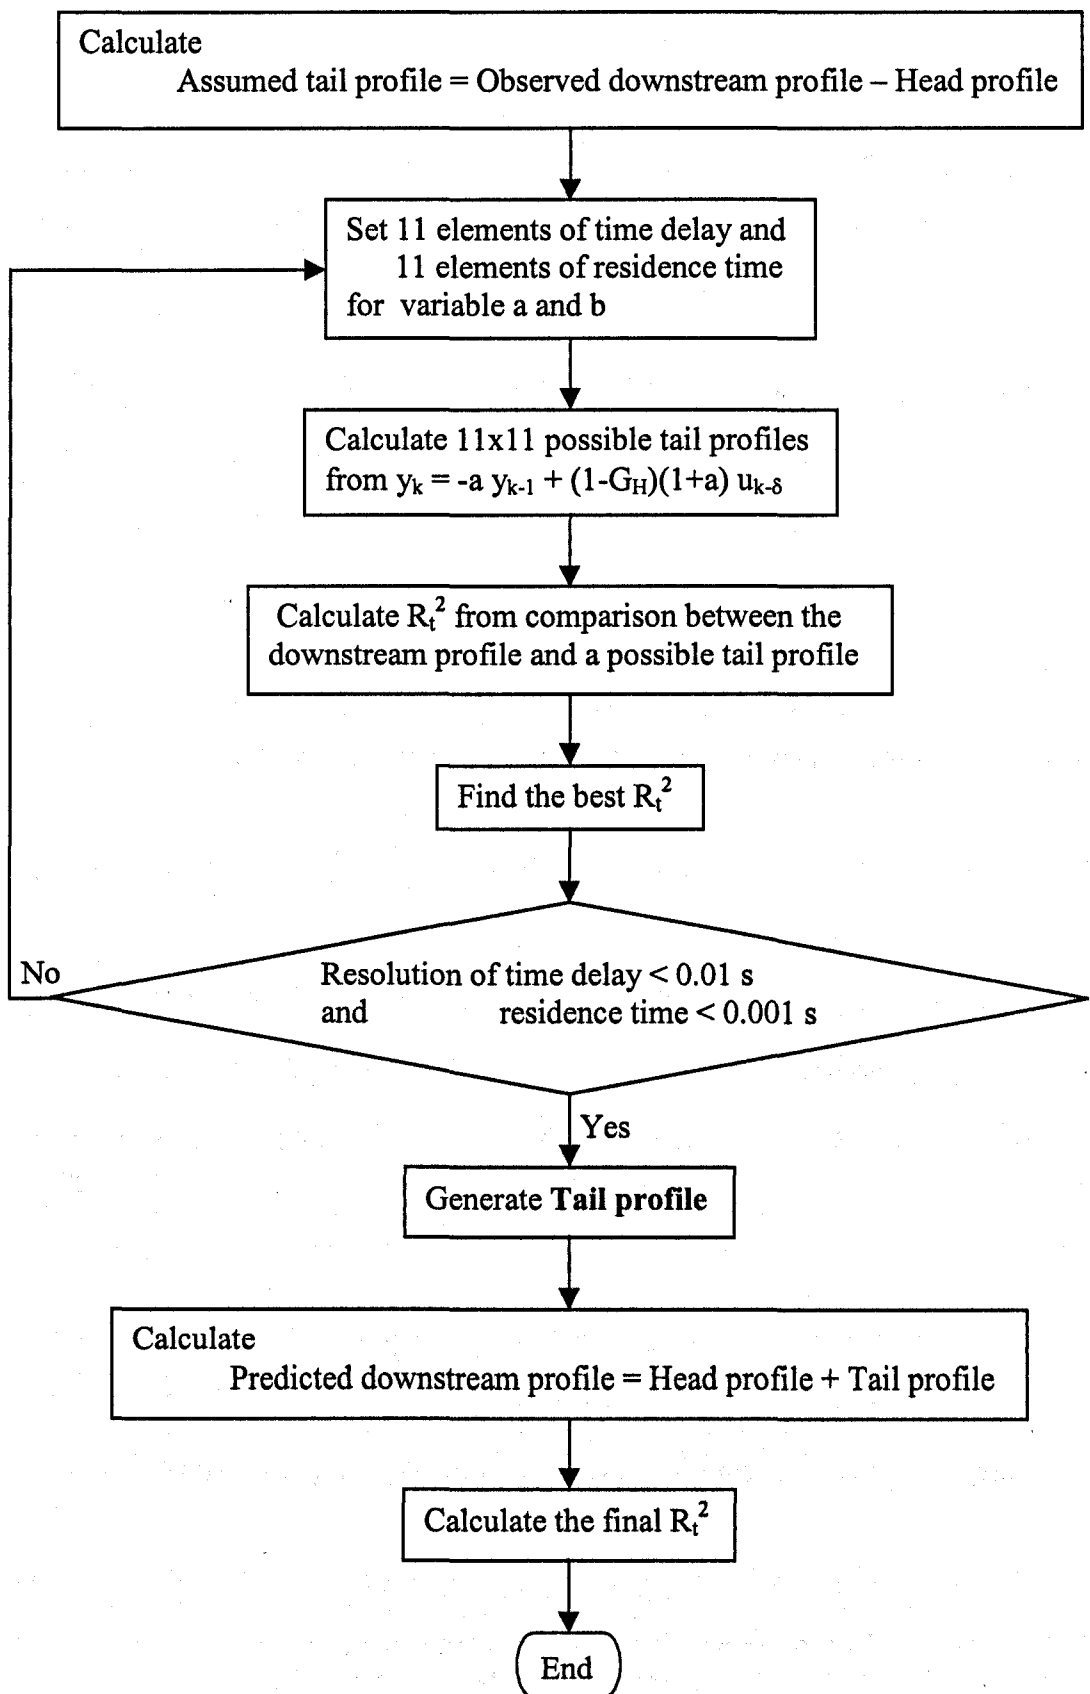 Calculate
Assumed tail profile = Observed downstream profile – Head profile
Set 11 elements of time delay and
11 elements of residence time
for variable a and b
Calculate 11x11 possible tail profiles
from yₖ = -a yₖ₋₁ + (1-G_H)(1+a) u_{k-δ}
Calculate Rₜ² from comparison between the
downstream profile and a possible tail profile
Find the best Rₜ²
No
Resolution of time delay < 0.01 s
and residence time < 0.001 s
Yes
Generate Tail profile
Calculate
Predicted downstream profile = Head profile + Tail profile
Calculate the final Rₜ²
End